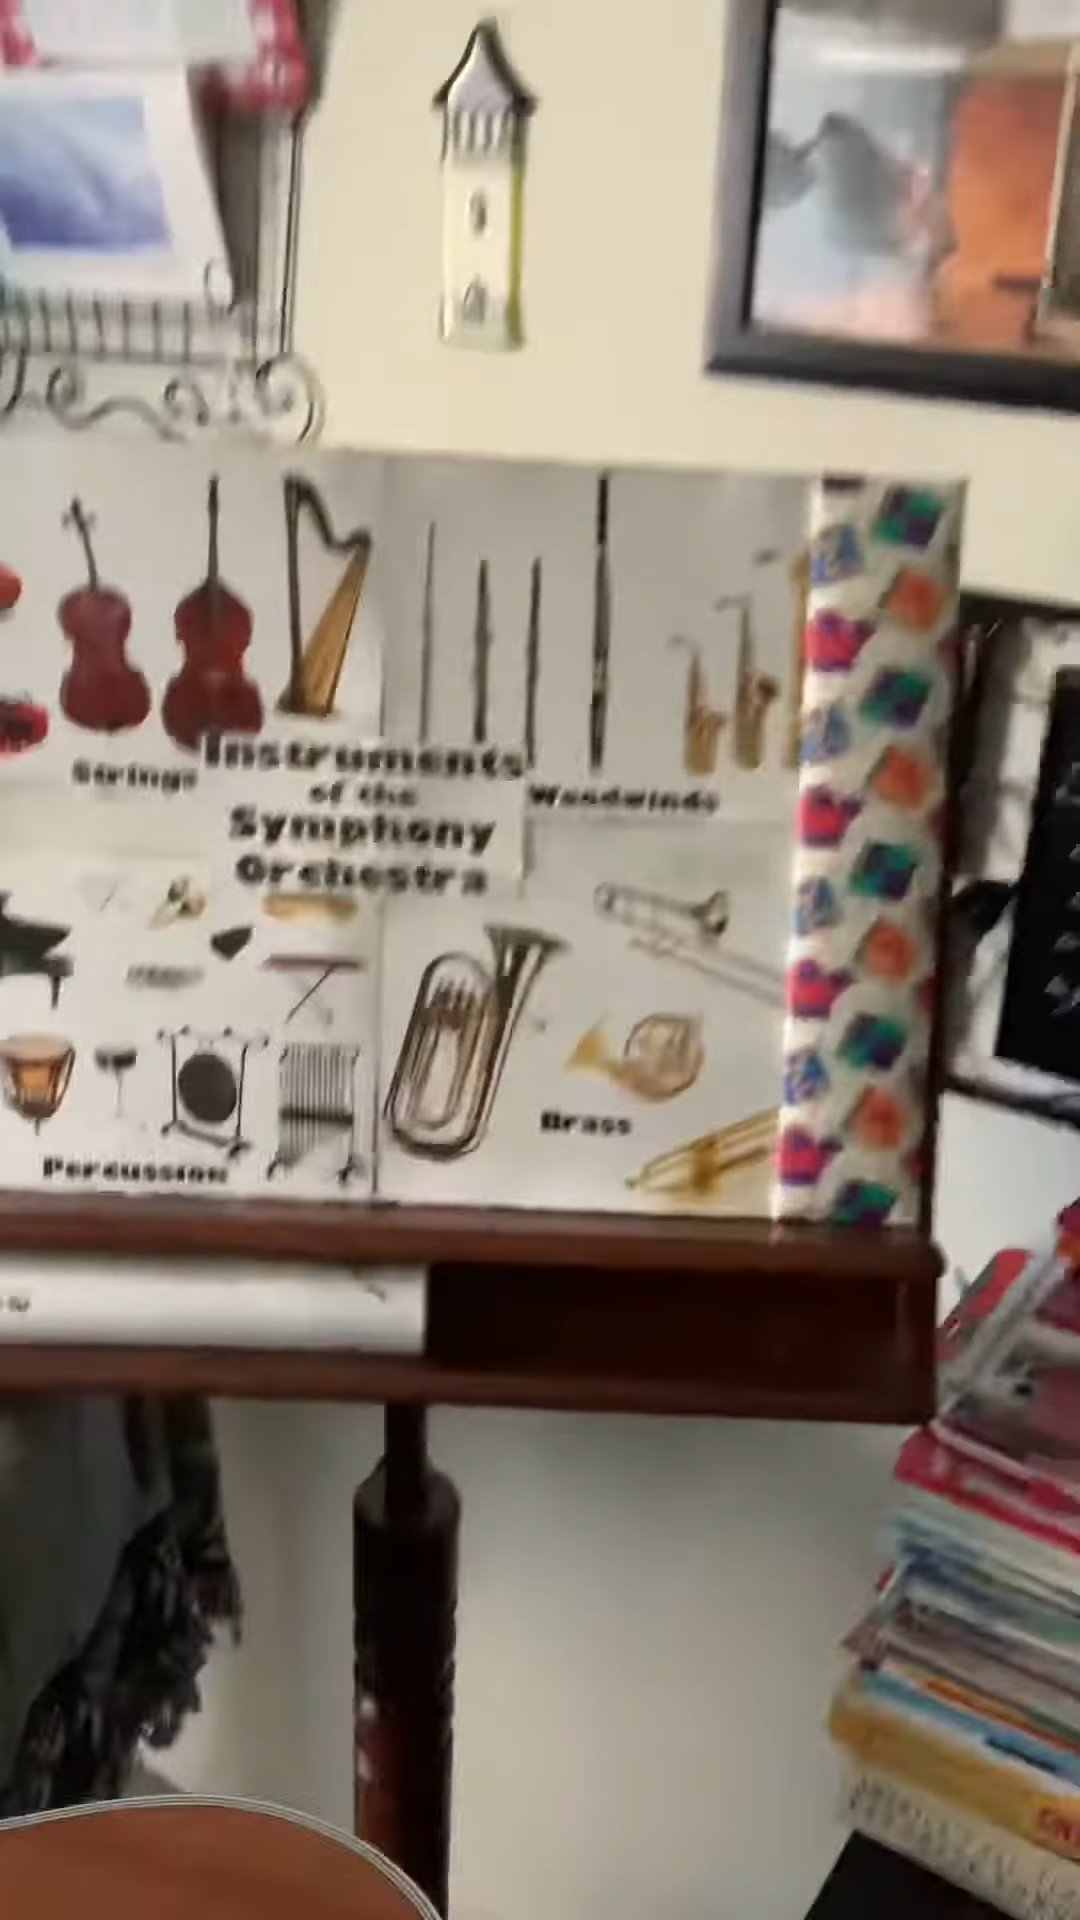 Strings
Instruments
of the
Symphony
Orchestra
Woodwinds
Percussion
Brass